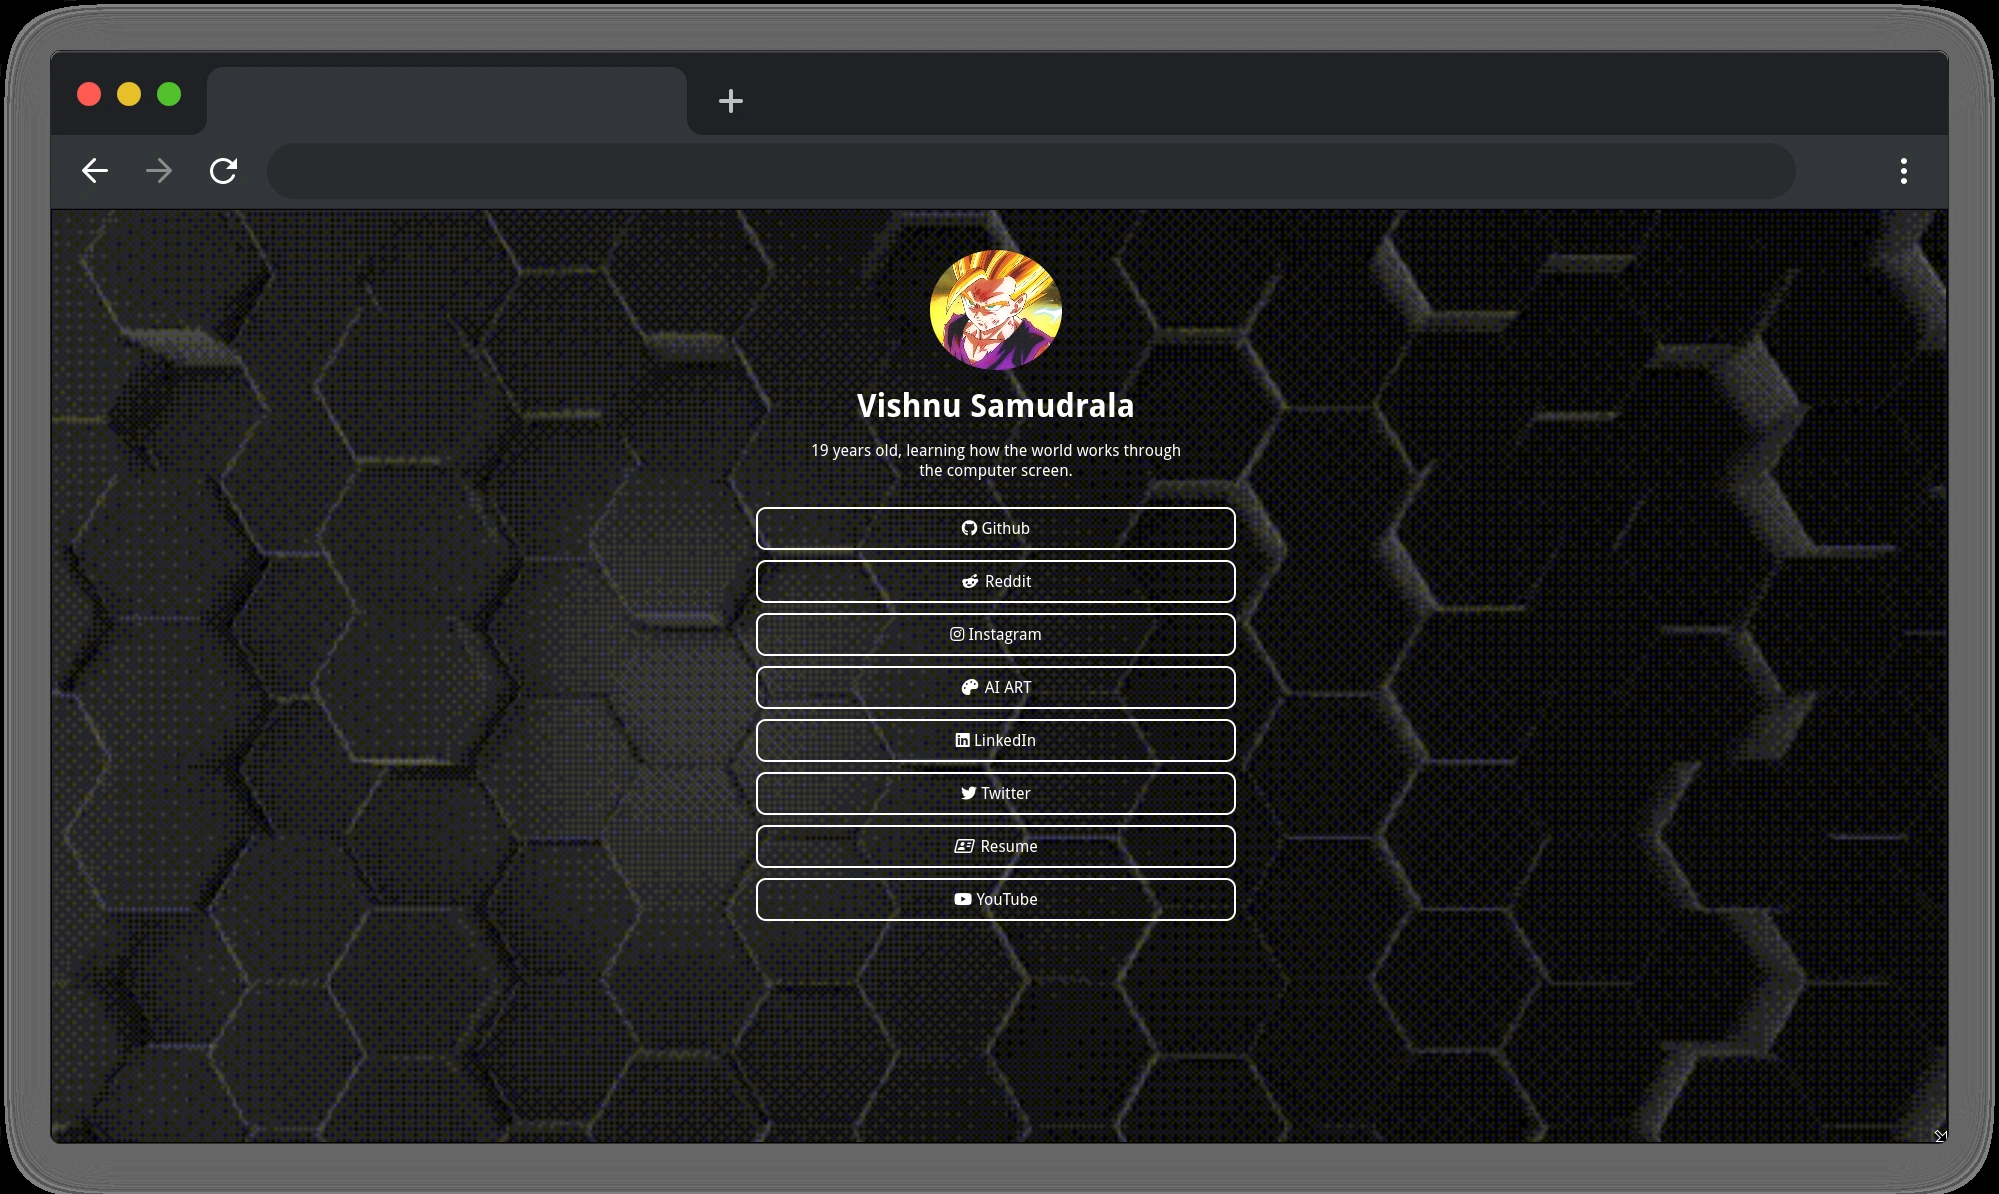 Vishnu Samudrala
19 years old, learning how the world works through
the computer screen.
Github
Reddit
Instagram
AI ART
LinkedIn
Twitter
Resume
YouTube